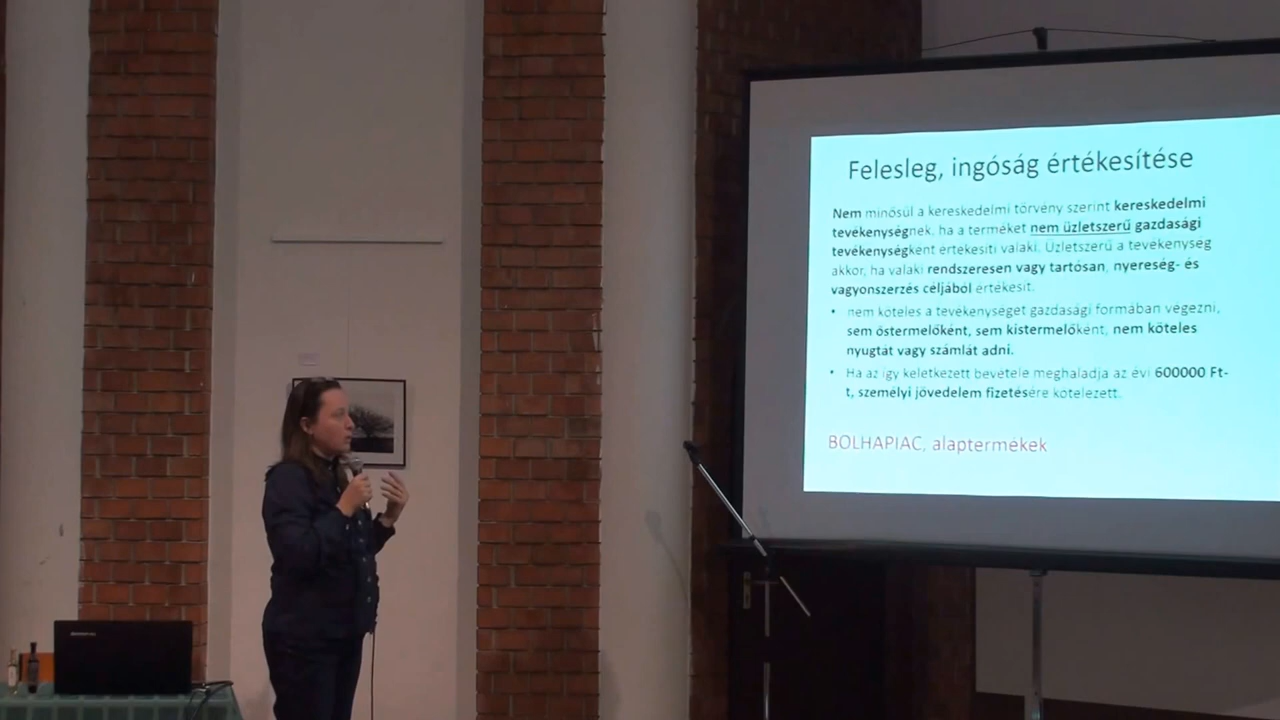 Felesleg, ingóság értékesítése
Nem minősül a kereskedelmi törvény szerint kereskedelmi
tevékenységnek, ha a terméket nem üzletszerű gazdasági
tevékenységként értékesíti valaki. Üzletszerű a tevékenység
akkor, ha valaki rendszeresen vagy tartósan, nyereség- és
vagyonszerzés céljából értékesít.
• nem köteles a tevékenységet gazdasági formában végezni,
sem őstermelőként, sem kistermelőként, nem köteles
nyugtát vagy számlát adni.
• Ha az így keletkezett bevétele meghaladja az évi 600000 Ft-
t, személyi jövedelem fizetésére kötelezett.
BOLHAPIAC, alaptermékek